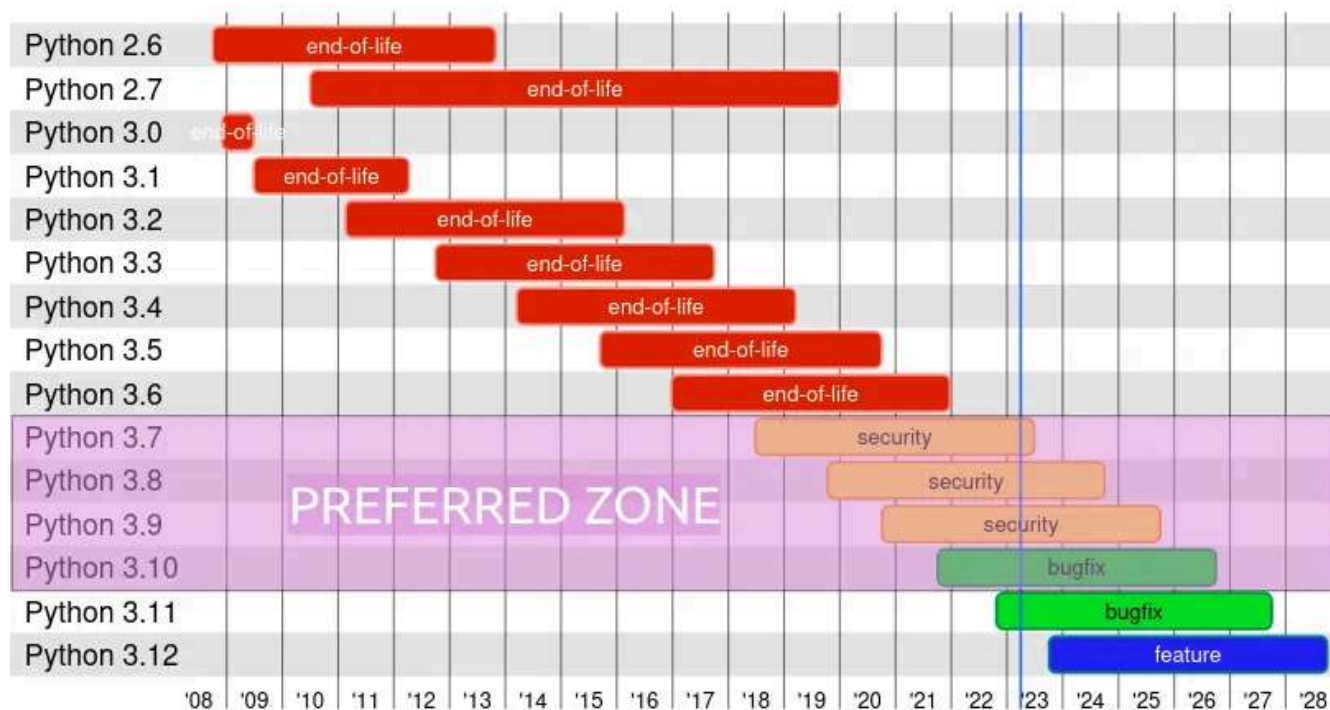 Python 2.6 end-of-life
Python 2.7 end-of-life
Python 3.0 end-of-life
Python 3.1 end-of-life
Python 3.2 end-of-life
Python 3.3 end-of-life
Python 3.4 end-of-life
Python 3.5 end-of-life
Python 3.6 end-of-life
Python 3.7 security
Python 3.8 security
PREFERRED ZONE
Python 3.9 security
Python 3.10 bugfix
Python 3.11 bugfix
Python 3.12 feature
'08 '09 '10 '11 '12 '13 '14 '15 '16 '17 '18 '19 '20 '21 '22 '23 '24 '25 '26 '27 '28